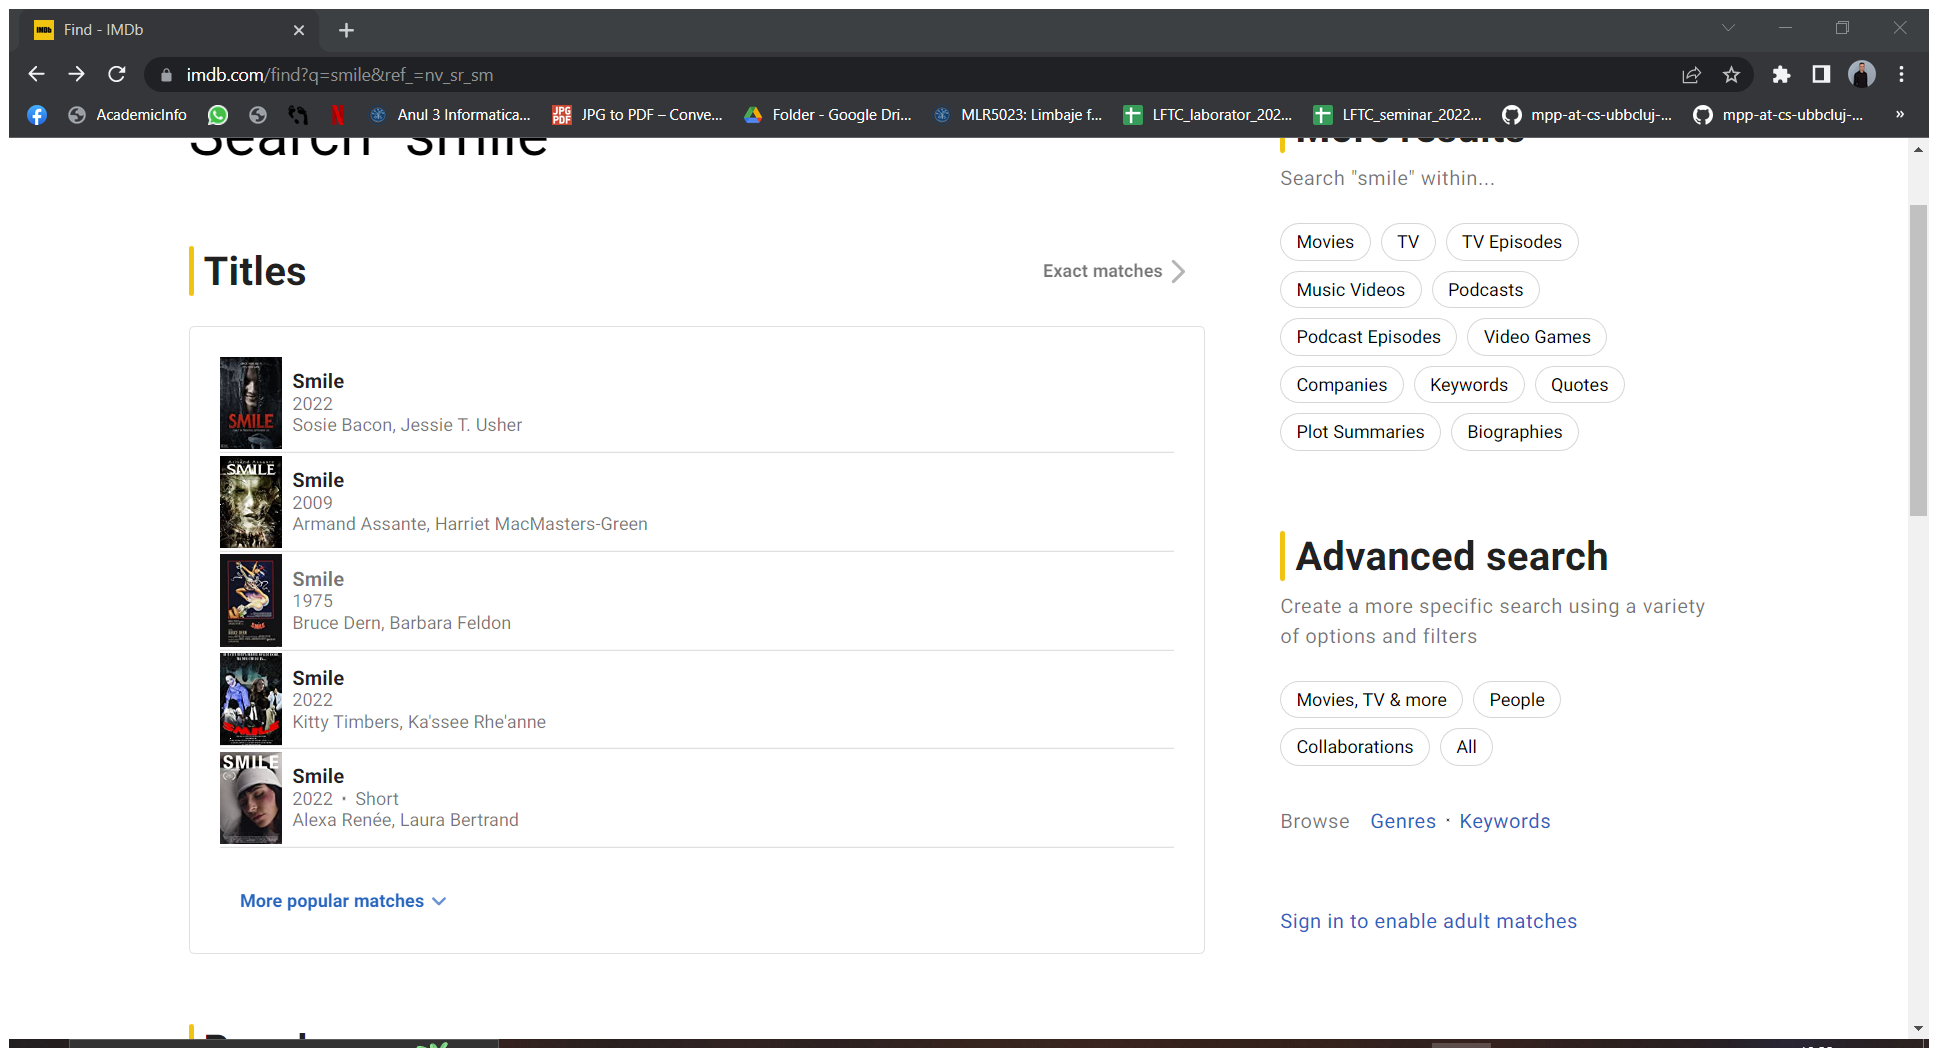 Find - IMDb
imdb.com/find?q=smile&ref_=nv_sr_sm
AcademicInfo
Anul 3 Informatica...
JPG to PDF – Conve...
Folder - Google Dri...
MLR5023: Limbaje f...
LFTC_laborator_202...
LFTC_seminar_2022...
mpp-at-cs-ubbcluj-...
mpp-at-cs-ubbcluj-...
»
Search "smile"
Titles
Exact matches
Smile
2022
Sosie Bacon, Jessie T. Usher
SMILE
Smile
2009
Armand Assante, Harriet MacMasters-Green
SMILE
Smile
1975
Bruce Dern, Barbara Feldon
Smile
2022
Kitty Timbers, Ka'ssee Rhe'anne
Smile
2022 · Short
Alexa Renée, Laura Bertrand
SMILE
More popular matches
More results
Search "smile" within...
Movies TV TV Episodes
Music Videos Podcasts
Podcast Episodes Video Games
Companies Keywords Quotes
Plot Summaries Biographies
Advanced search
Create a more specific search using a variety
of options and filters
Movies, TV & more People
Collaborations All
Browse Genres · Keywords
Sign in to enable adult matches